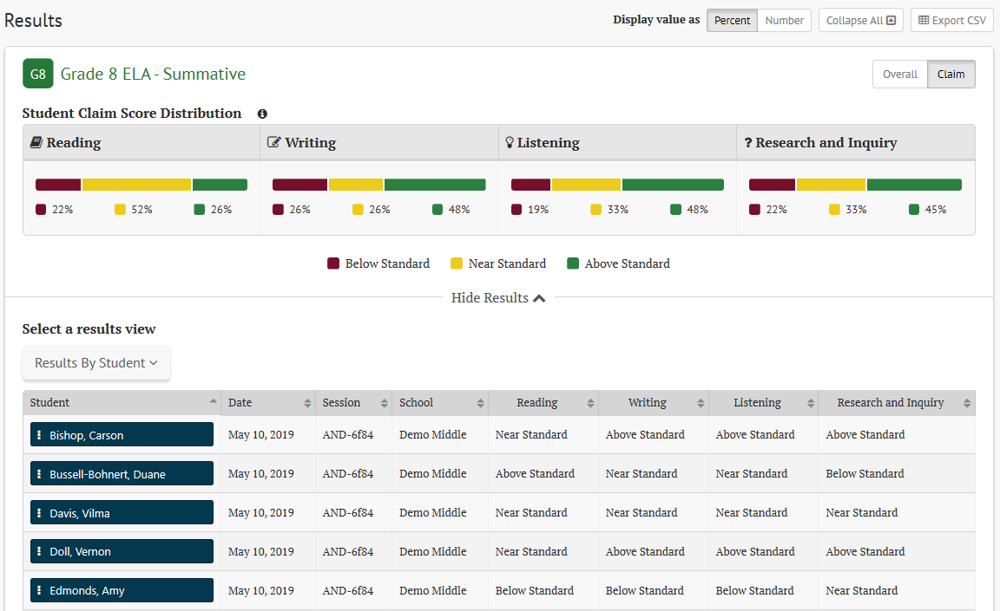 Results
Display value as Percent Number Collapse All Export CSV
G8 Grade 8 ELA - Summative Overall Claim
Student Claim Score Distribution
Reading Writing Listening ? Research and Inquiry
22% 52% 26% 26% 26% 48% 19% 33% 48% 22% 33% 45%
Below Standard Near Standard Above Standard
Hide Results
Select a results view
Results By Student
Student Date Session School Reading Writing Listening Research and Inquiry
Bishop, Carson May 10, 2019 AND-6f84 Demo Middle Near Standard Above Standard Above Standard Above Standard
Bussell-Bohnert, Duane May 10, 2019 AND-6f84 Demo Middle Above Standard Near Standard Near Standard Below Standard
Davis, Vilma May 10, 2019 AND-6f84 Demo Middle Near Standard Near Standard Near Standard Near Standard
Doll, Vernon May 10, 2019 AND-6f84 Demo Middle Near Standard Above Standard Above Standard Above Standard
Edmonds, Amy May 10, 2019 AND-6f84 Demo Middle Below Standard Below Standard Below Standard Near Standard